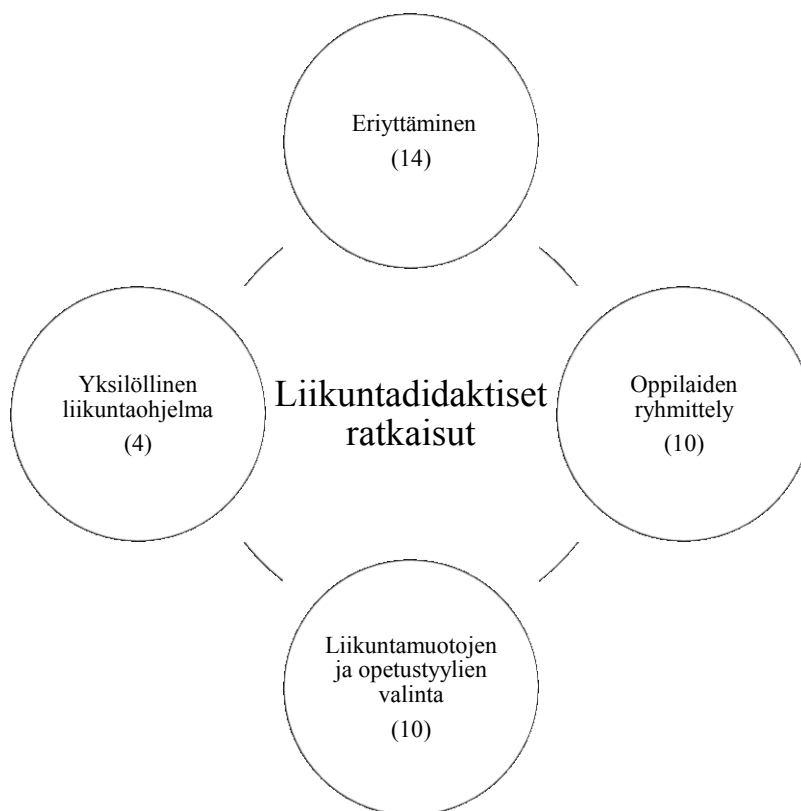 Eriyttäminen
(14)
Yksilöllinen
liikuntaohjelma
(4)
Liikuntadidaktiset
ratkaisut
Oppilaiden
ryhmittely
(10)
Liikuntamuotojen
ja opetustyylien
valinta
(10)